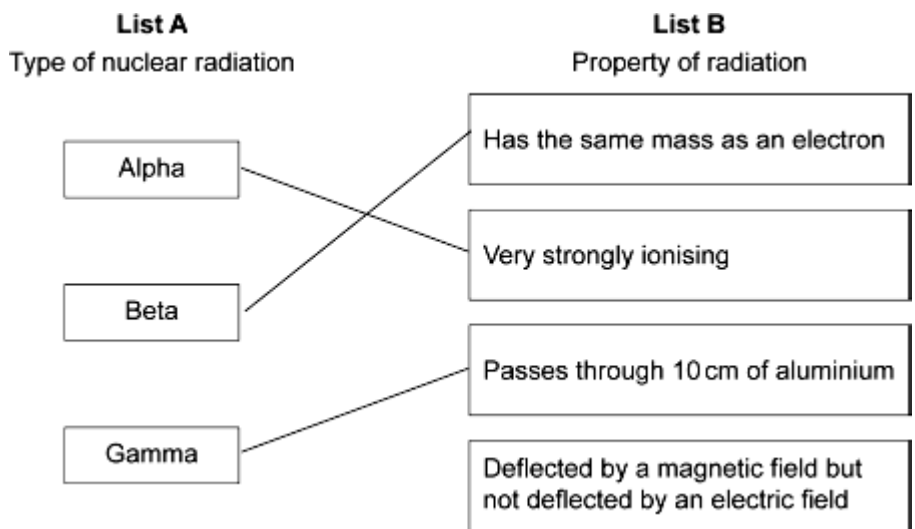 List A
Type of nuclear radiation
Alpha
Beta
Gamma
List B
Property of radiation
Has the same mass as an electron
Very strongly ionising
Passes through 10 cm of aluminium
Deflected by a magnetic field but
not deflected by an electric field